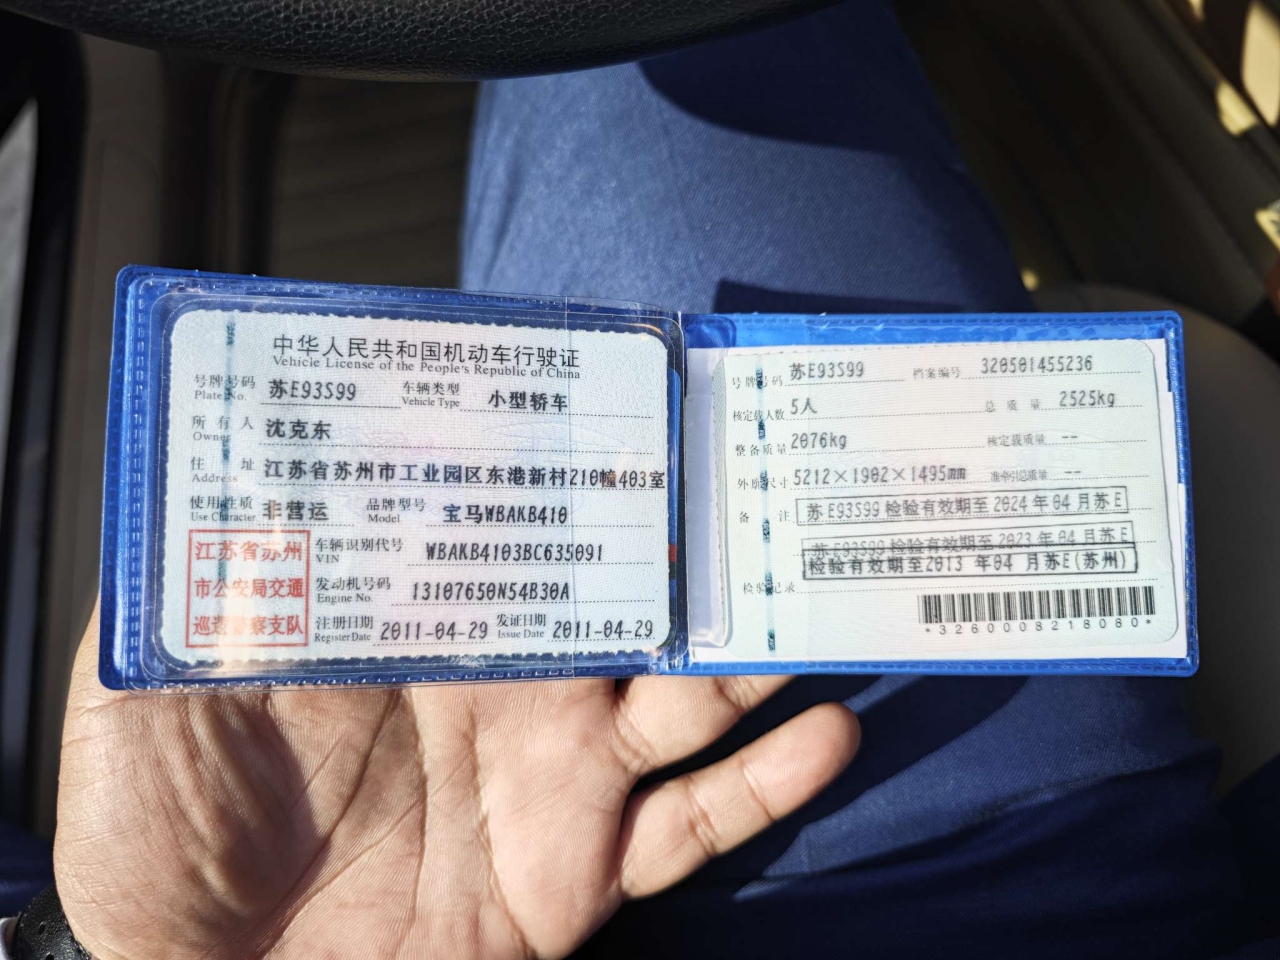 中华人民共和国机动车行驶证
Vehicle License of the People's Republic of China
号牌号码 苏E93S99 车辆类型 小型轿车
Plate No. Vehicle Type
所有人 沈克东
Owner
住址 江苏省苏州市工业园区东港新村210幢403室
Address
使用性质 非营运 品牌型号 宝马WBAKB410
Use Character Model
江苏省苏州
市公安局交通
巡逻警察支队
车辆识别代号 WBAKB4103BC635091
VIN
发动机号码 13107650N54B30A
Engine No.
注册日期 2011-04-29 发证日期 2011-04-29
Register Date Issue Date
号牌号码 苏E93S99 档案编号 320501455236
核定载人数 5人 总质量 2525kg
整备质量 2076kg 核定载质量 --
外廓尺寸 5212×1902×1495mm 准牵引总质量 --
备注 苏E93S99检验有效期至2024年04月苏E
苏E93S99检验有效期至2023年04月苏E
检验有效期至2013年04月苏E(苏州)
检验记录
*3260008218080*